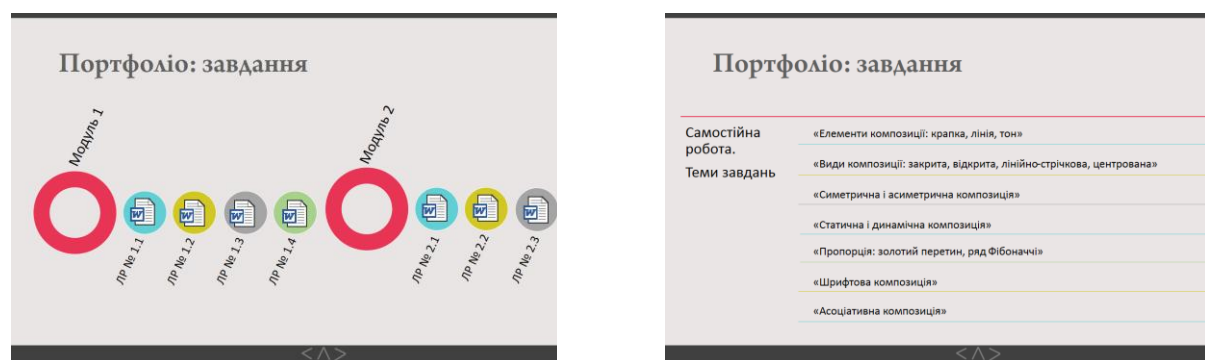 Портфоліо: завдання
Модуль 1
ЛР № 1.1
ЛР № 1.2
ЛР № 1.3
ЛР № 1.4
Модуль 2
ЛР № 2.1
ЛР № 2.2
ЛР № 2.3
Портфоліо: завдання
Самостійна
робота.
Теми завдань
«Елементи композиції: крапка, лінія, тон»
«Види композиції: закрита, відкрита, лінійно-стрічкова, центрована»
«Симетрична і асиметрична композиція»
«Статична і динамічна композиція»
«Пропорція: золотий перетин, ряд Фібоначчі»
«Шрифтова композиція»
«Асоціативна композиція»